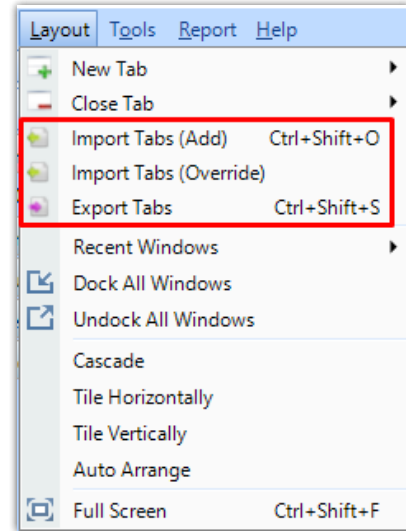 Layout Tools Report Help
New Tab
Close Tab
Import Tabs (Add) Ctrl+Shift+O
Import Tabs (Override)
Export Tabs Ctrl+Shift+S
Recent Windows
Dock All Windows
Undock All Windows
Cascade
Tile Horizontally
Tile Vertically
Auto Arrange
Full Screen Ctrl+Shift+F